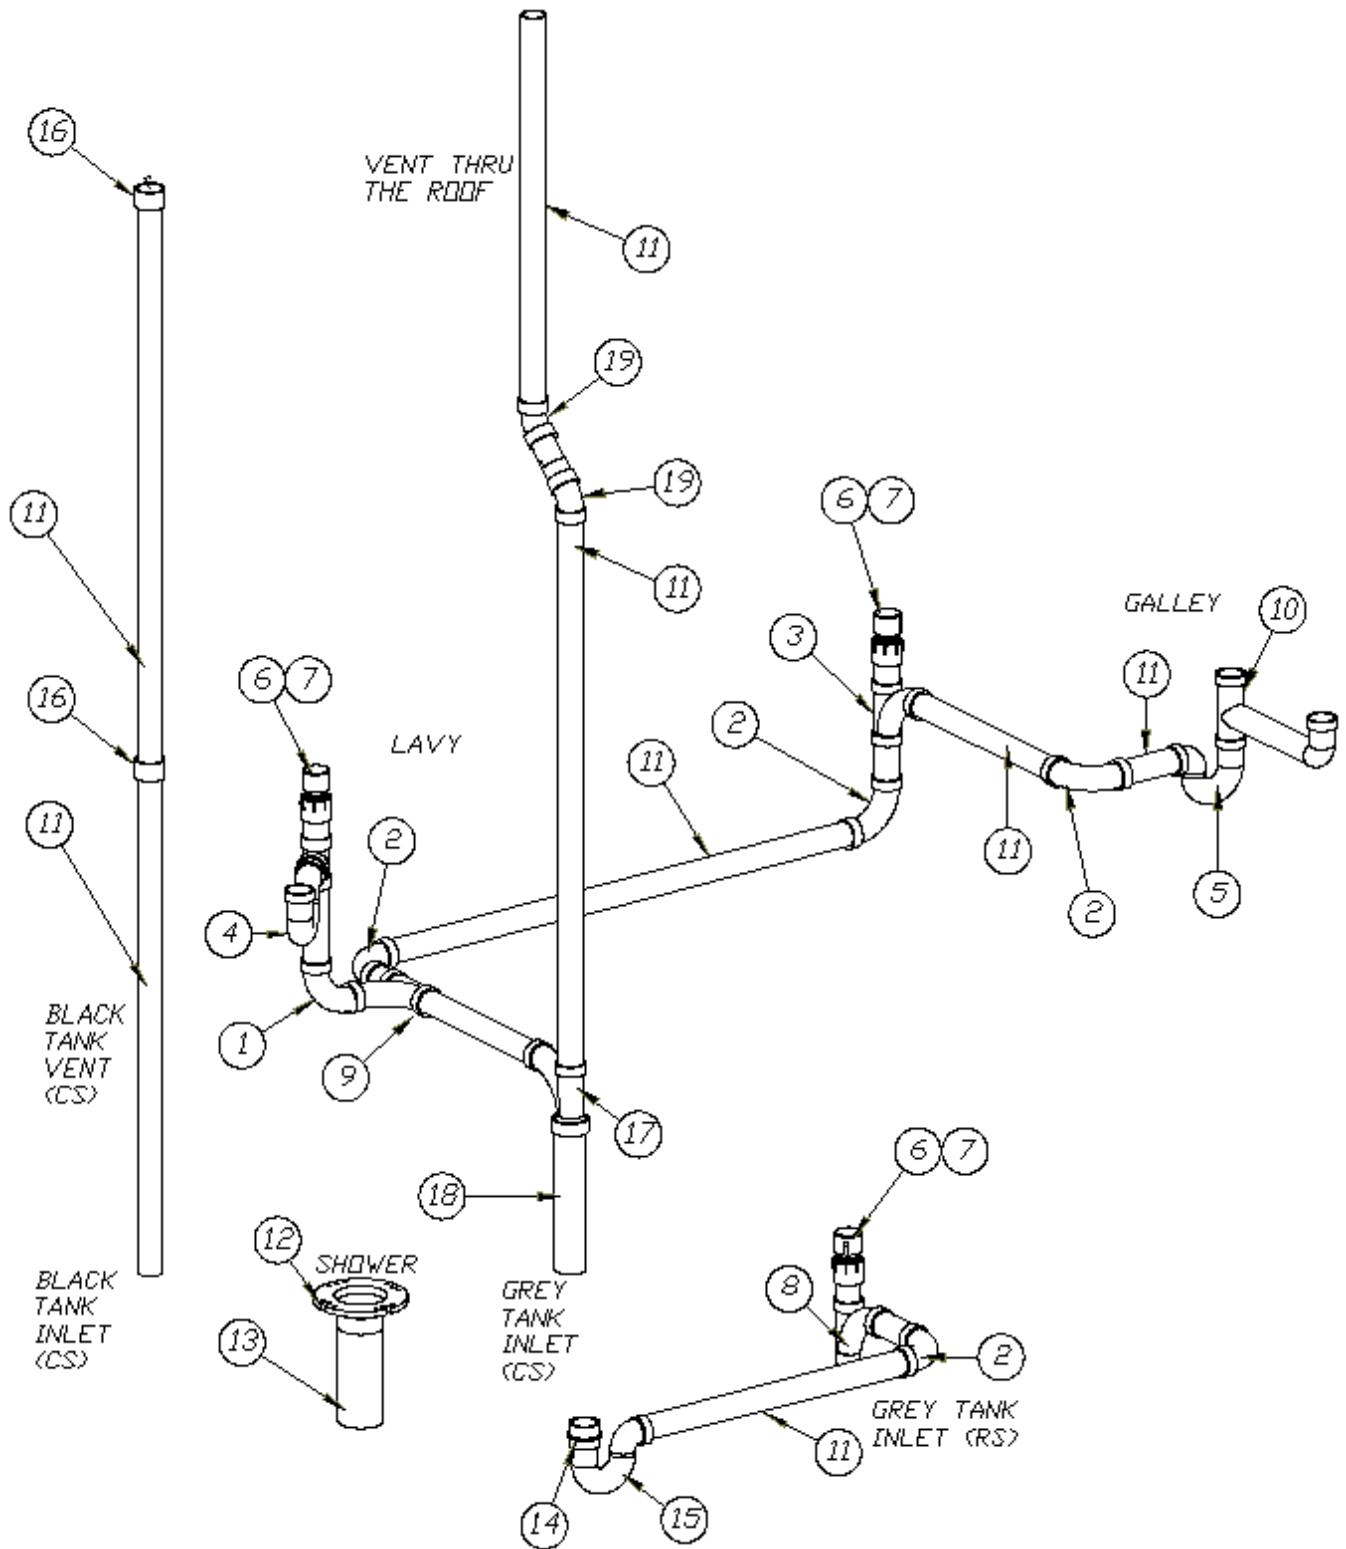 16
VENT THRU
THE ROOF
11
19
19
11
6 7
11
11
GALLEY
10
3
11
16
6 7
LAVY
2
11
11
2
11
2
5
4
BLACK
TANK
VENT
(CS)
1
9
17
18
6 7
12
SHOWER
BLACK
TANK
INLET
(CS)
GREY
TANK
INLET
(CS)
8
13
2
GREY TANK
INLET (RS)
11
14
15